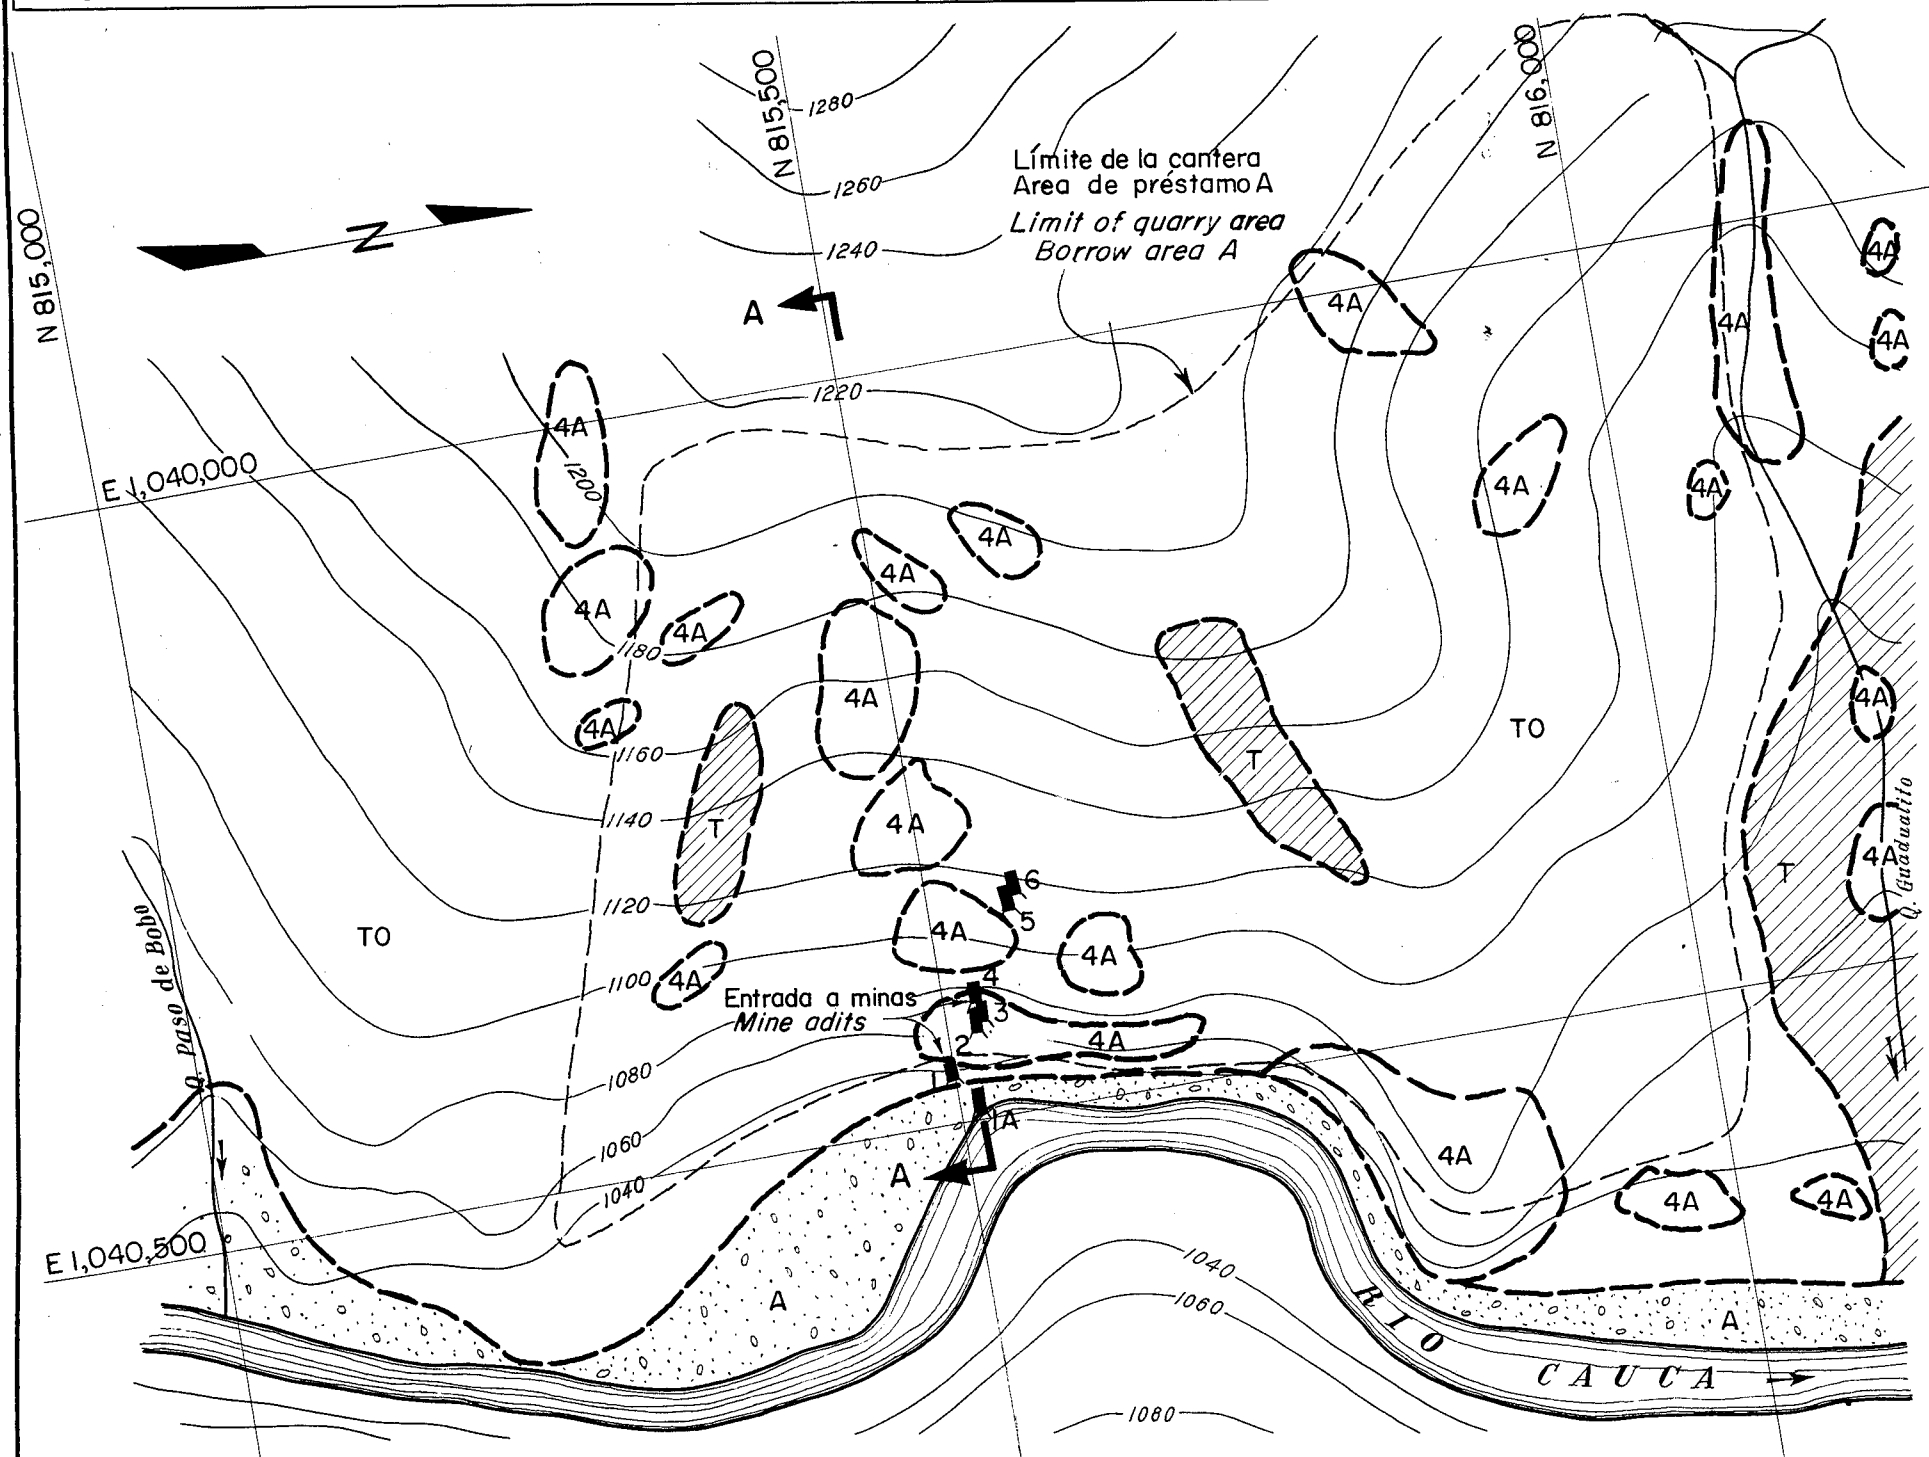 N 815,000
N 815,500
N 816,000
1280
1260
1240
Límite de la cantera
Area de préstamo A
Limit of quarry area
Borrow area A
N
A
4A
4A
4A
4A
4A
1220
E 1,040,000
4A
1200
4A
4A
4A
4A
4A
4A
1180
4A
4A
4A
1160
TO
T
1140
T
4A
4A
T
Q. Guadualito
1120
6
5
TO
4A
4A
Q. Paso de Bobo
1100
4A
4
Entrada a minas
Mine adits
3
2
4A
1
1080
1A
1060
4A
A
1040
4A
4A
E 1,040,500
1040
A
1060
A
RIO
CAUCA
1080